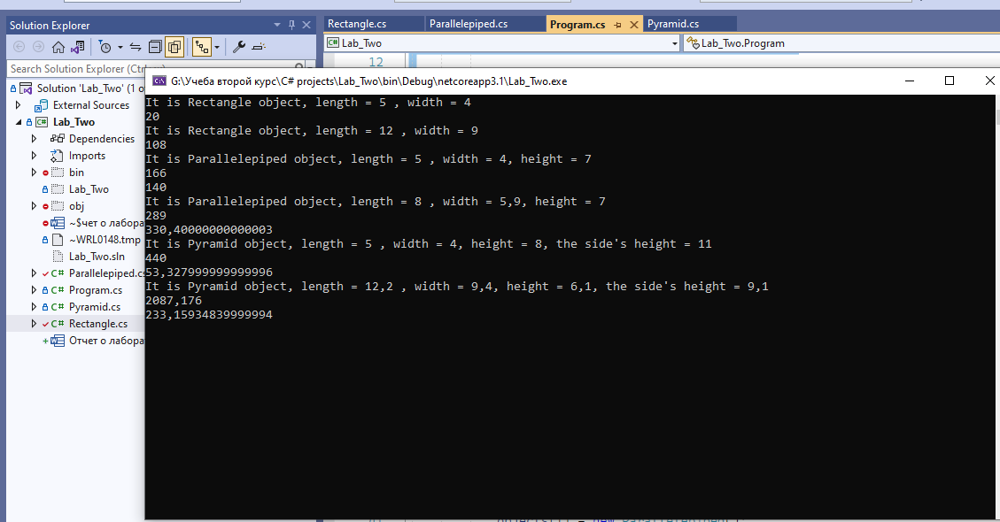 Solution Explorer
Search Solution Explorer (Ctr
Solution 'Lab_Two' (1 o
External Sources
C# Lab_Two
Dependencies
Imports
bin
Lab_Two
obj
~$чет о лабора
~WRL0148.tmp
Lab_Two.sln
C# Parallelepiped.c
C# Program.cs
C# Pyramid.cs
C# Rectangle.cs
Отчет о лабора
Rectangle.cs Parallelepiped.cs Program.cs Pyramid.cs
C# Lab_Two Lab_Two.Program
12
C:\ G:\Учеба второй курс\C# projects\Lab_Two\bin\Debug\netcoreapp3.1\Lab_Two.exe
It is Rectangle object, length = 5 , width = 4
20
It is Rectangle object, length = 12 , width = 9
108
It is Parallelepiped object, length = 5 , width = 4, height = 7
166
140
It is Parallelepiped object, length = 8 , width = 5,9, height = 7
289
330,40000000000003
It is Pyramid object, length = 5 , width = 4, height = 8, the side's height = 11
440
53,327999999999996
It is Pyramid object, length = 12,2 , width = 9,4, height = 6,1, the side's height = 9,1
2087,176
233,15934839999994